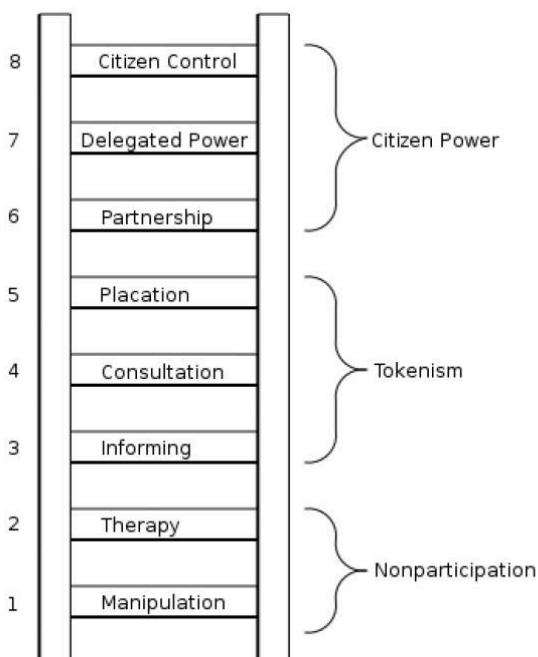 8 Citizen Control
7 Delegated Power
Citizen Power
6 Partnership
5 Placation
4 Consultation
Tokenism
3 Informing
2 Therapy
Nonparticipation
1 Manipulation